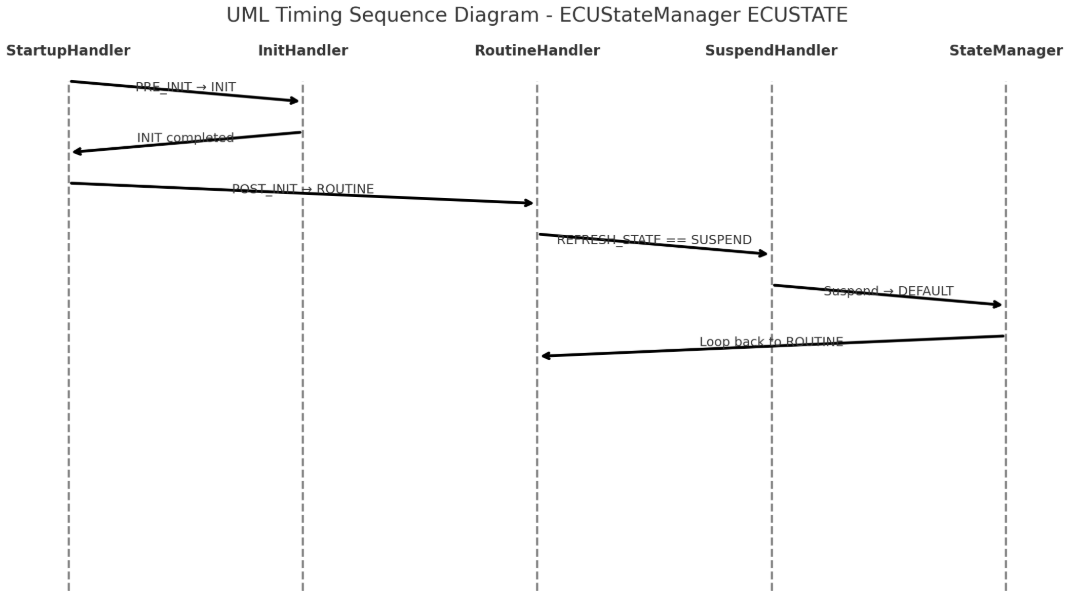 UML Timing Sequence Diagram - ECUStateManager ECUSTATE
StartupHandler InitHandler RoutineHandler SuspendHandler StateManager
PRE_INIT → INIT
INIT completed
POST_INIT → ROUTINE
REFRESH_STATE == SUSPEND
Suspend → DEFAULT
Loop back to ROUTINE